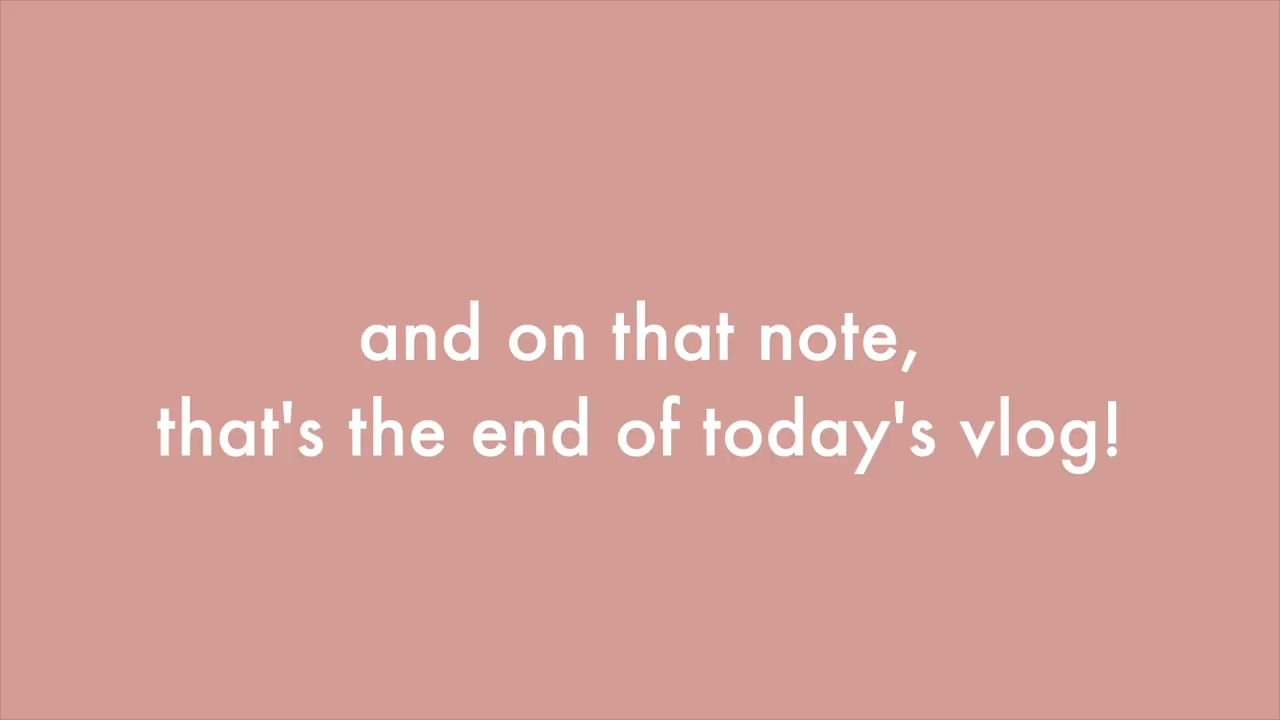 and on that note,
that's the end of today's vlog!